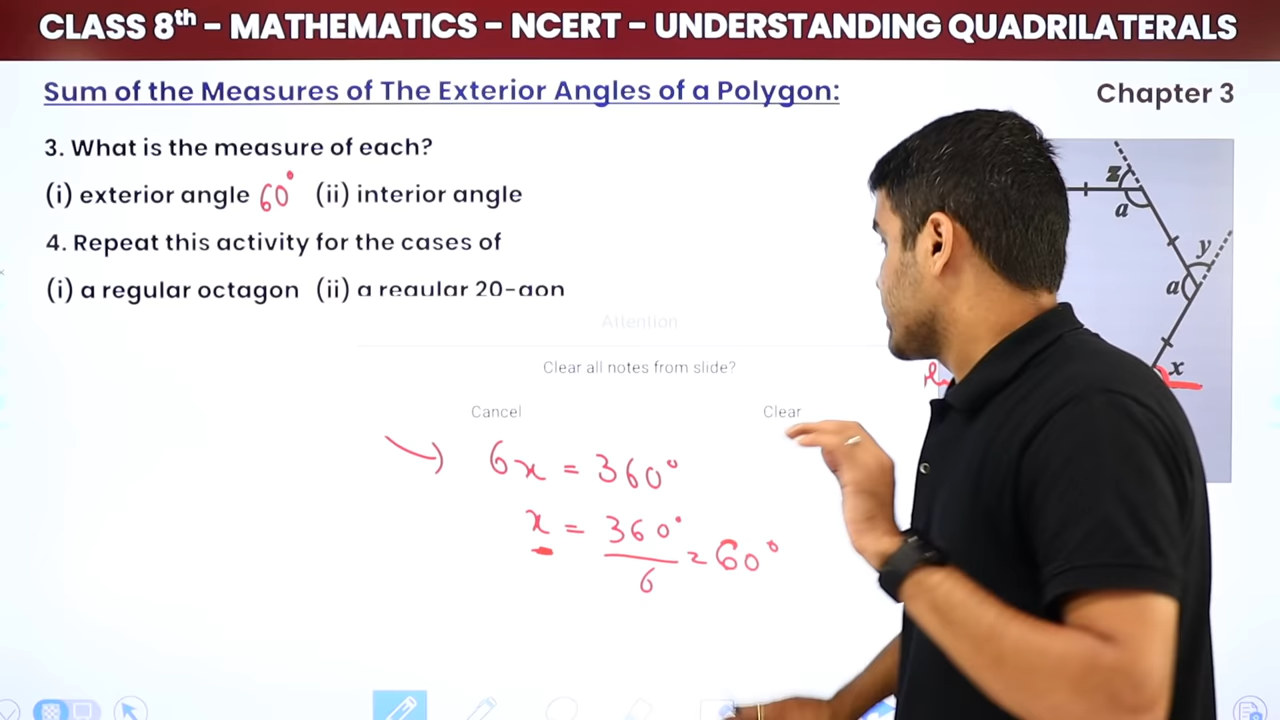 CLASS 8th - MATHEMATICS - NCERT - UNDERSTANDING QUADRILATERALS
Sum of the Measures of The Exterior Angles of a Polygon:
Chapter 3
3. What is the measure of each?
(i) exterior angle 60° (ii) interior angle
4. Repeat this activity for the cases of
(i) a regular octagon (ii) a regular 20-gon
z
a
y
a
x
Attention
Clear all notes from slide?
Cancel Clear
6x = 360°
x = 360°/6 = 60°